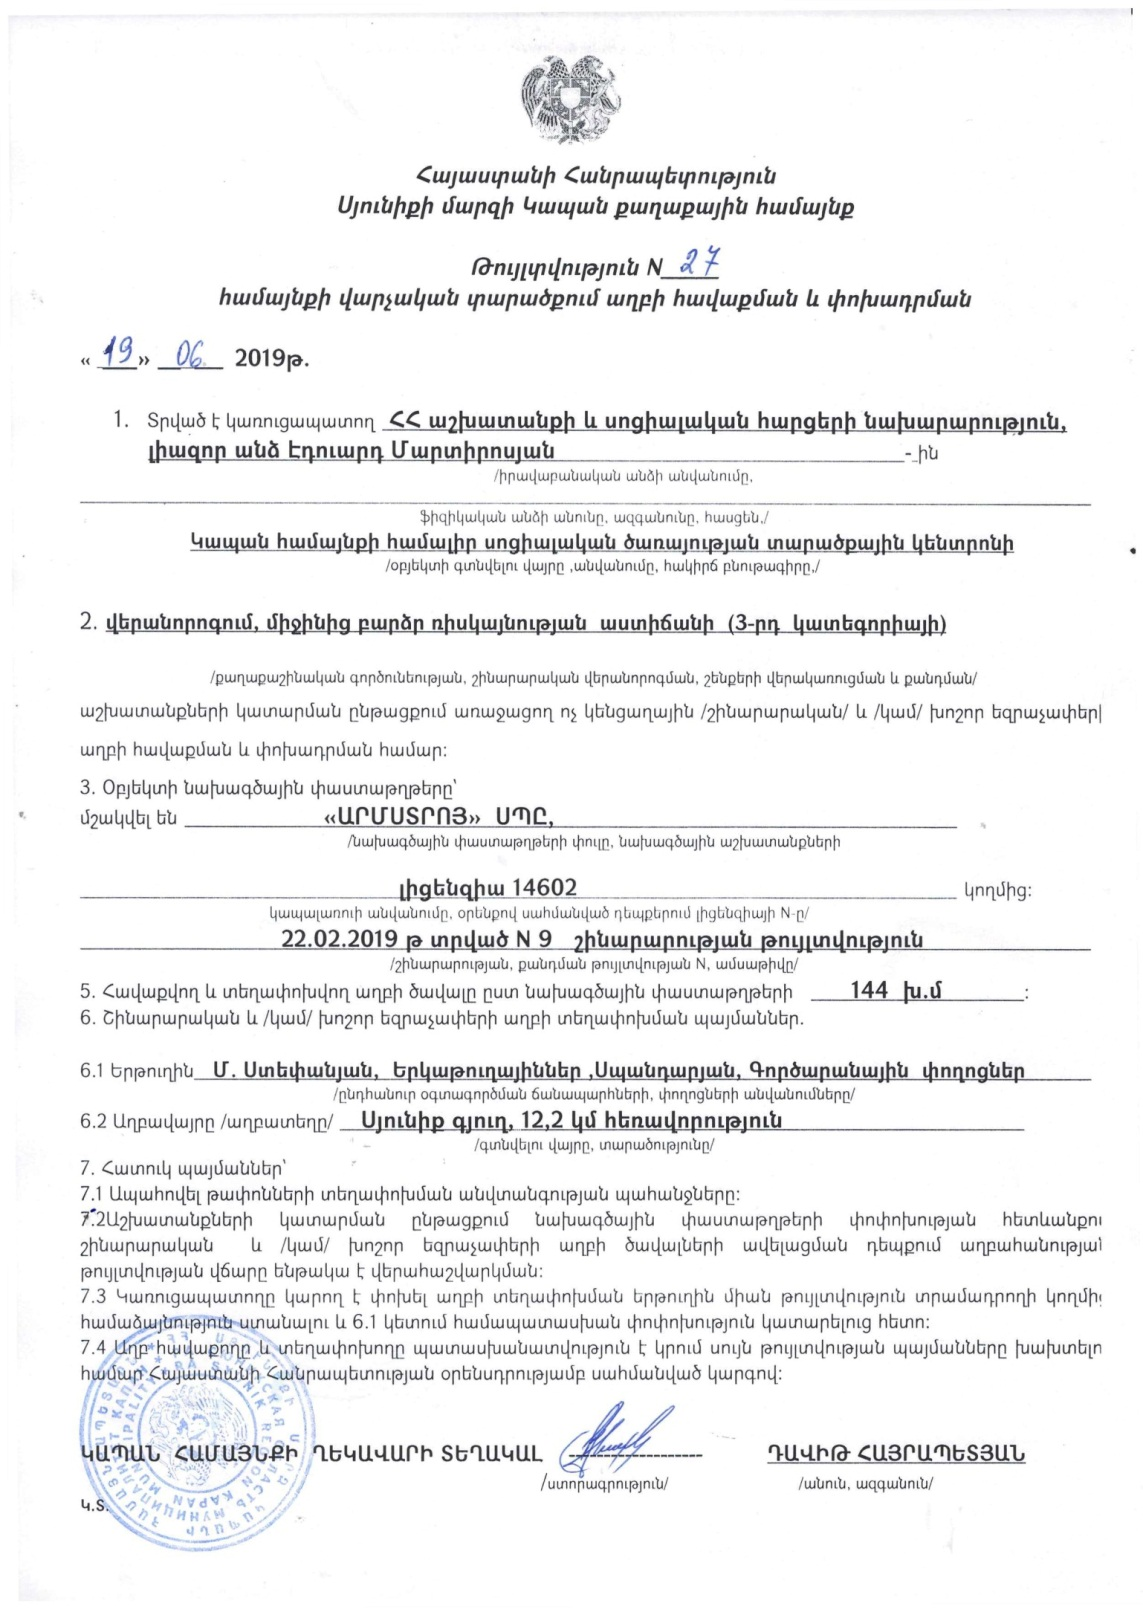 Հայաստանի Հանրապետություն
Սյունիքի մարզի Կապան քաղաքային համայնք
Թույլտվություն N 27
համայնքի վարչական տարածքում աղբի հավաքման և փոխադրման
« 19 » 06 2019թ.
1. Տրված է կառուցապատող ՀՀ աշխատանքի և սոցիալական հարցերի նախարարություն,
լիազոր անձ Էդուարդ Մարտիրոսյան - ին
/իրավաբանական անձի անվանումը,
ֆիզիկական անձի անունը, ազգանունը, հասցեն,/
Կապան համայնքի համալիր սոցիալական ծառայության տարածքային կենտրոնի
/օբյեկտի գտնվելու վայրը ,անվանումը, հակիրճ բնութագիրը,/
2. վերանորոգում, միջինից բարձր ռիսկայնության աստիճանի (3-րդ կատեգորիայի)
/քաղաքաշինական գործունեության, շինարարական վերանորոգման, շենքերի վերակառուցման և քանդման/
աշխատանքների կատարման ընթացքում առաջացող ոչ կենցաղային /շինարարական/ և /կամ/ խոշոր եզրաչափերի
աղբի հավաքման և փոխադրման համար:
3. Օբյեկտի նախագծային փաստաթղթերը՝
մշակվել են «ԱՐՄՍՏՐՈՅ» ՍՊԸ,
/նախագծային փաստաթղթերի փուլը, նախագծային աշխատանքների
լիցենզիա 14602 կողմից:
կապալառուի անվանումը, օրենքով սահմանված դեպքերում լիցենզիայի N-ը/
22.02.2019 թ տրված N 9 շինարարության թույլտվություն
/շինարարության, քանդման թույլտվության N, ամսաթիվը/
5. Հավաքվող և տեղափոխվող աղբի ծավալը ըստ նախագծային փաստաթղթերի 144 խ.մ :
6. Շինարարական և /կամ/ խոշոր եզրաչափերի աղբի տեղափոխման պայմաններ.
6.1 Երթուղին Մ. Ստեփանյան, Երկաթուղայիններ ,Սպանդարյան, Գործարանային փողոցներ
/ընդհանուր օգտագործման ճանապարհների, փողոցների անվանումները/
6.2 Աղբավայրը /աղբատեղը/ Սյունիք գյուղ, 12,2 կմ հեռավորություն
/գտնվելու վայրը, տարածությունը/
7. Հատուկ պայմաններ՝
7.1 Ապահովել թափոնների տեղափոխման անվտանգության պահանջները:
7.2Աշխատանքների կատարման ընթացքում նախագծային փաստաթղթերի փոփոխության հետևանքով
շինարարական և /կամ/ խոշոր եզրաչափերի աղբի ծավալների ավելացման դեպքում աղբահանության
թույլտվության վճարը ենթակա է վերահաշվարկման:
7.3 Կառուցապատողը կարող է փոխել աղբի տեղափոխման երթուղին միան թույլտվություն տրամադրողի կողմից
համաձայնություն ստանալու և 6.1 կետում համապատասխան փոփոխություն կատարելուց հետո:
7.4 Աղբ հավաքողը և տեղափոխողը պատասխանատվություն է կրում սույն թույլտվության պայմանները խախտելու
համար Հայաստանի Հանրապետության օրենսդրությամբ սահմանված կարգով:
ԿԱՊԱՆ ՀԱՄԱՅՆՔԻ ՂԵԿԱՎԱՐԻ ՏԵՂԱԿԱԼ ԴԱՎԻԹ ՀԱՅՐԱՊԵՏՅԱՆ
/ստորագրություն/ /անուն, ազգանուն/
Կ.Տ.